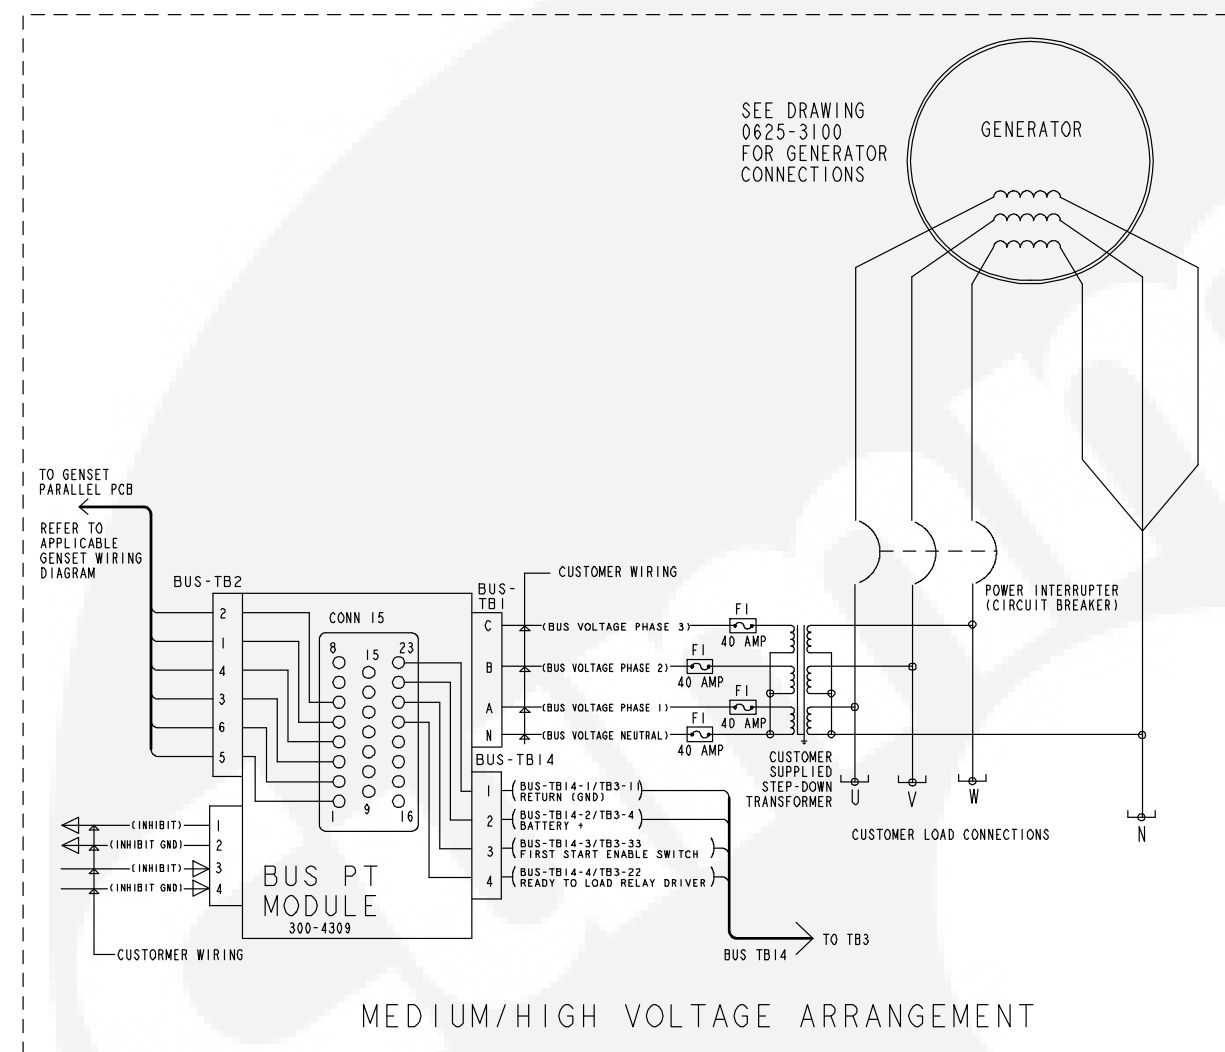 SEE DRAWING
0625-3100
FOR GENERATOR
CONNECTIONS
GENERATOR
TO GENSET
PARALLEL PCB
REFER TO
APPLICABLE
GENSET WIRING
DIAGRAM
BUS-TB2
2
1
4
3
6
5
CONN 15
8
15
23
1
9
16
BUS-
TB1
C
B
A
N
CUSTOMER WIRING
(BUS VOLTAGE PHASE 3)
F1
40 AMP
(BUS VOLTAGE PHASE 2)
F1
40 AMP
(BUS VOLTAGE PHASE 1)
F1
40 AMP
(BUS VOLTAGE NEUTRAL)
F1
40 AMP
POWER INTERRUPTER
(CIRCUIT BREAKER)
CUSTOMER
SUPPLIED
STEP-DOWN
TRANSFORMER
U
V
W
N
CUSTOMER LOAD CONNECTIONS
BUS-TB14
1
(BUS-TB14-1/TB3-11)
RETURN (GND)
2
(BUS-TB14-2/TB3-4)
BATTERY +
3
(BUS-TB14-3/TB3-33
FIRST START ENABLE SWITCH )
4
(BUS-TB14-4/TB3-22
READY TO LOAD RELAY DRIVER)
(INHIBIT)
1
(INHIBIT GND)
2
(INHIBIT)
3
(INHIBIT GND)
4
BUS PT
MODULE
300-4309
CUSTORMER WIRING
BUS TB14
TO TB3
MEDIUM/HIGH VOLTAGE ARRANGEMENT